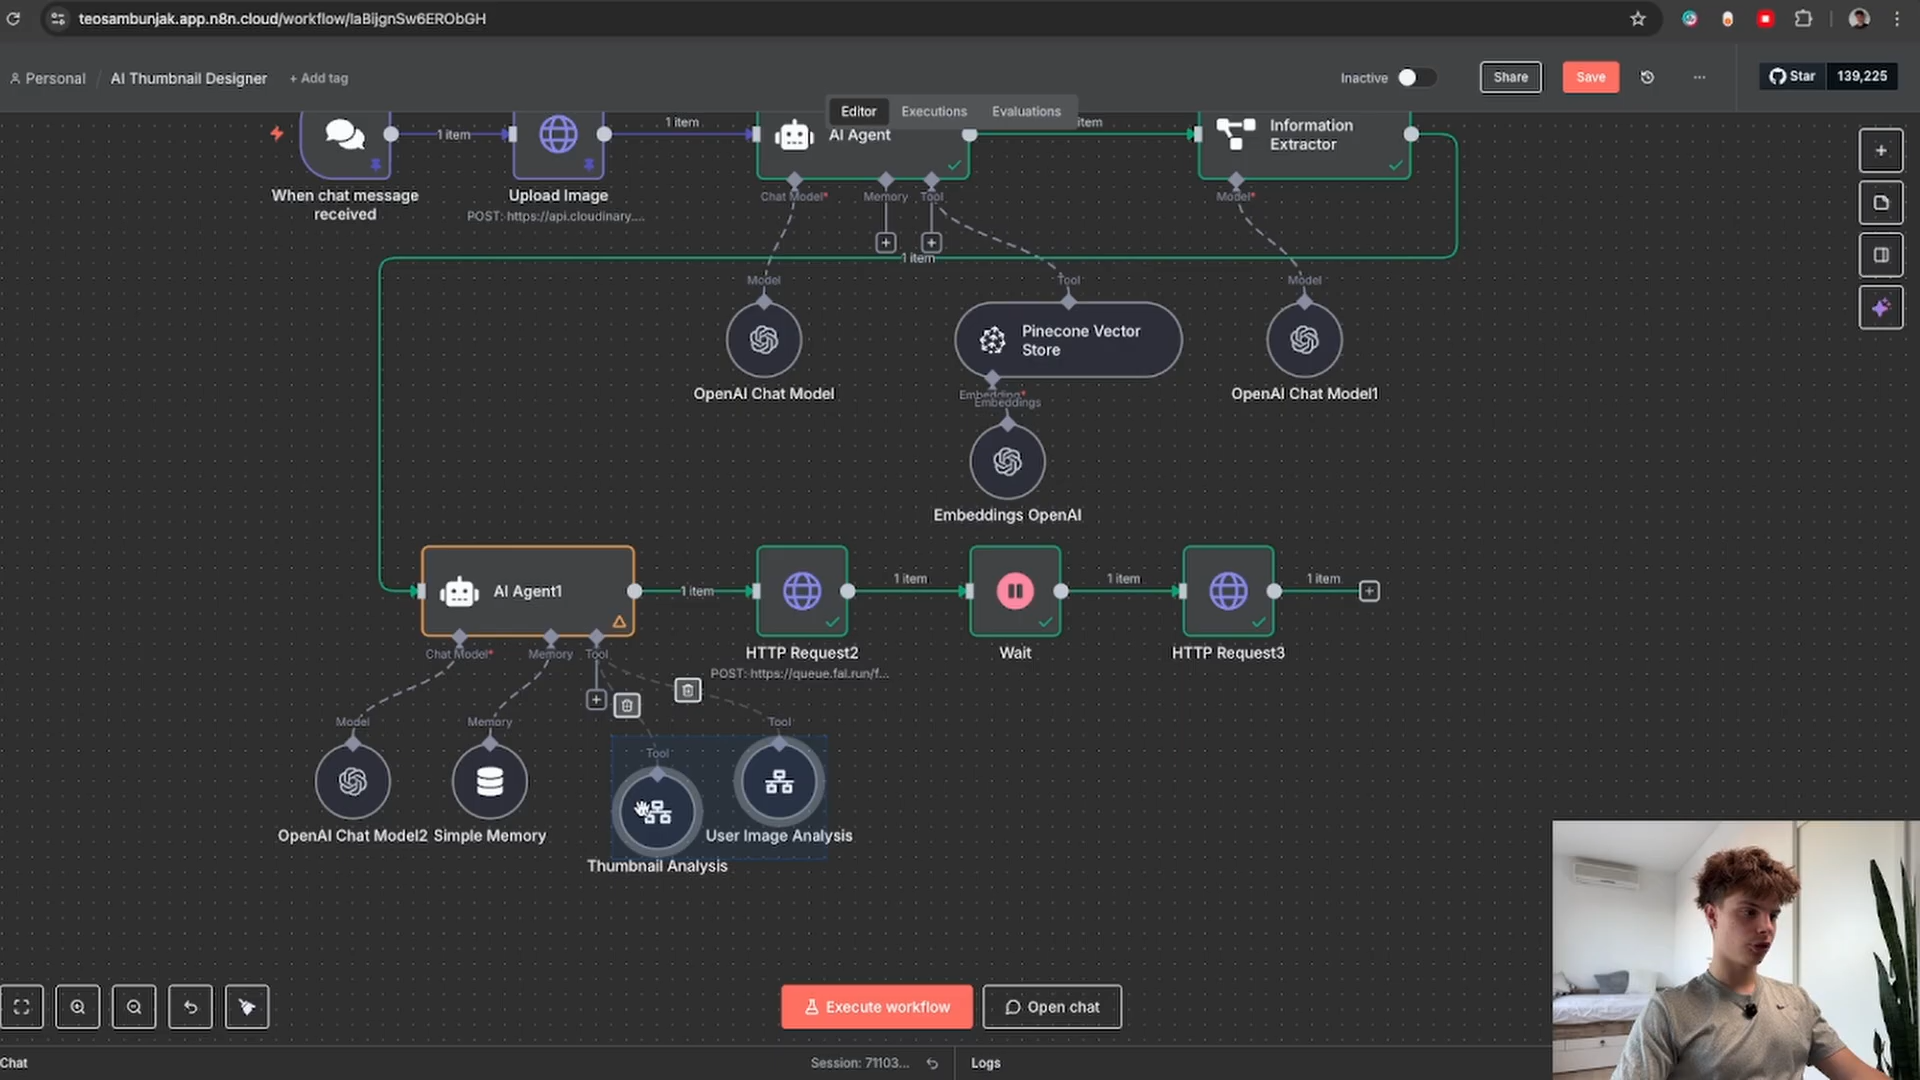 teosambunjak.app.n8n.cloud/workflow/IaBijgnSw6ERObGH
Personal / AI Thumbnail Designer + Add tag
Inactive
Share
Save
...
Star 139,225
Editor Executions Evaluations
1 item
1 item
item
1 item
AI Agent
Information
Extractor
When chat message
received
Upload Image
POST: https://api.cloudinary....
Chat Model*
Memory
Tool
Model*
1 item
Model
Tool
Model
Pinecone Vector
Store
OpenAI Chat Model
OpenAI Chat Model1
Embedding*
Embeddings
Embeddings OpenAI
AI Agent1
1 item
1 item
1 item
1 item
Chat Model*
Memory
Tool
HTTP Request2
POST: https://queue.fal.run/f...
Wait
HTTP Request3
Model
Memory
Tool
Tool
OpenAI Chat Model2
Simple Memory
User Image Analysis
Thumbnail Analysis
Execute workflow
Open chat
Chat
Session: 71103...
Logs